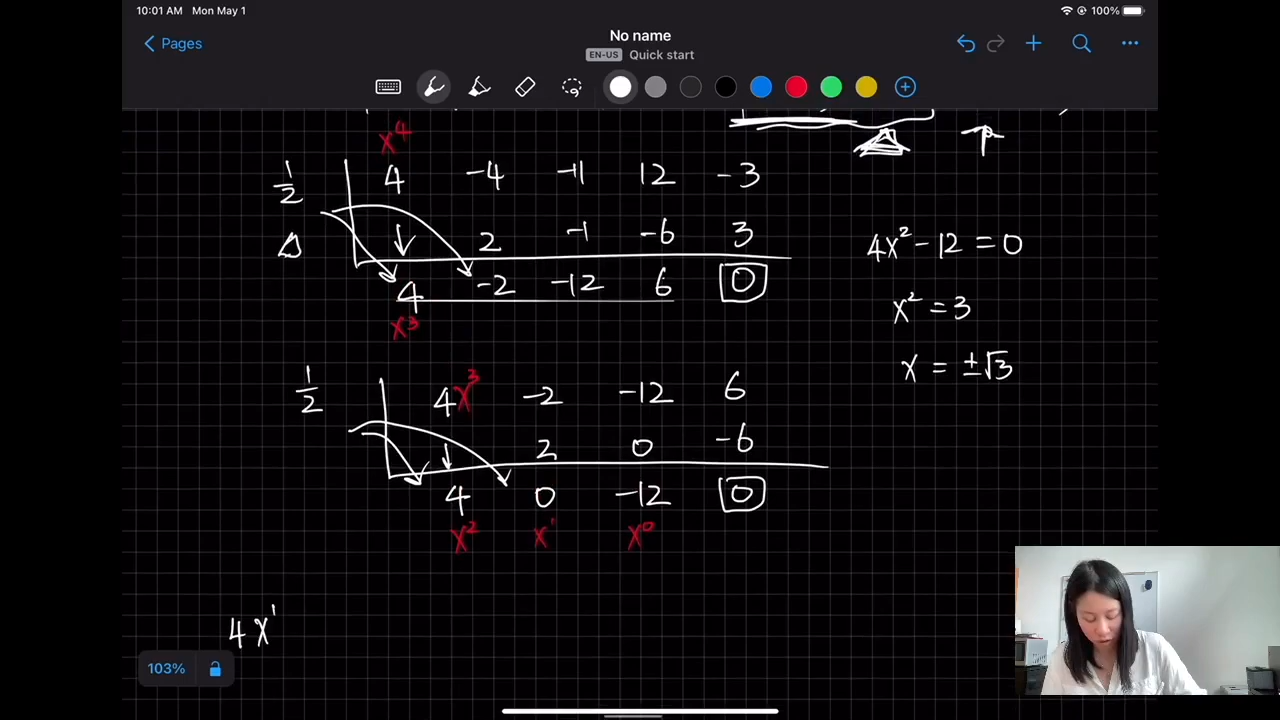 10:01 AM Mon May 1
100%
Pages
No name
EN-US Quick start
x⁴
1/2 4 -4 -11 12 -3
2 -1 -6 3
4 -2 -12 6 0
x³
4x² - 12 = 0
x² = 3
x = ±√3
1/2 4x³ -2 -12 6
2 0 -6
4 0 -12 0
x² x¹ x⁰
4x¹
103%